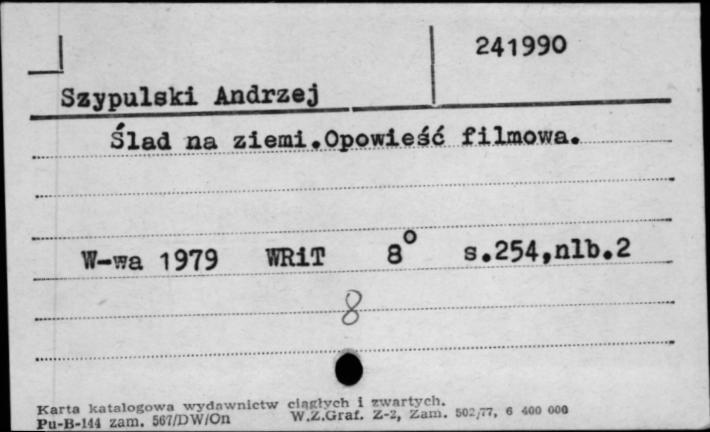 241990
Szypulski Andrzej
Ślad na ziemi.Opowieść filmowa.
W-wa 1979 WRiT 8° s.254,nlb.2
8
Karta katalogowa wydawnictw ciągłych i zwartych.
Pu-B-144 zam. 567/DW/On W.Z.Graf. Z-2, Zam. 502/77, 6 400 000